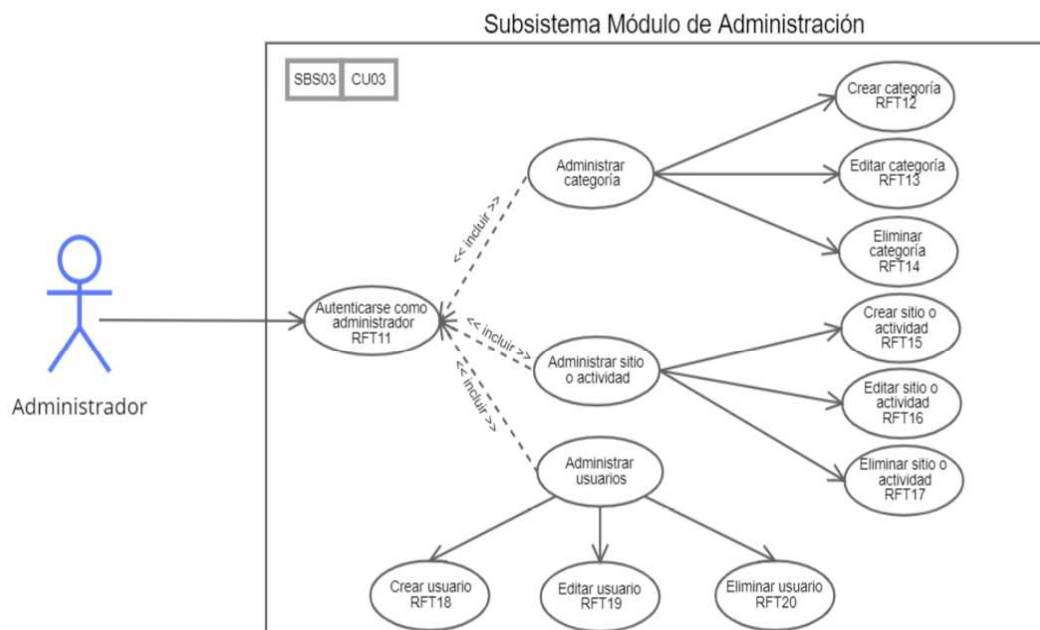 Subsistema Módulo de Administración
SBS03
CU03
Crear categoría
RFT12
Administrar
categoría
Editar categoría
RFT13
<< incluir >>
Eliminar
categoría
RFT14
Autenticarse como
administrador
RFT11
<< incluir >>
Crear sitio o
actividad
RFT15
Administrar sitio
o actividad
Editar sitio o
actividad
RFT16
Administrador
<< incluir >>
Administrar
usuarios
Eliminar sitio o
actividad
RFT17
Crear usuario
RFT18
Editar usuario
RFT19
Eliminar usuario
RFT20